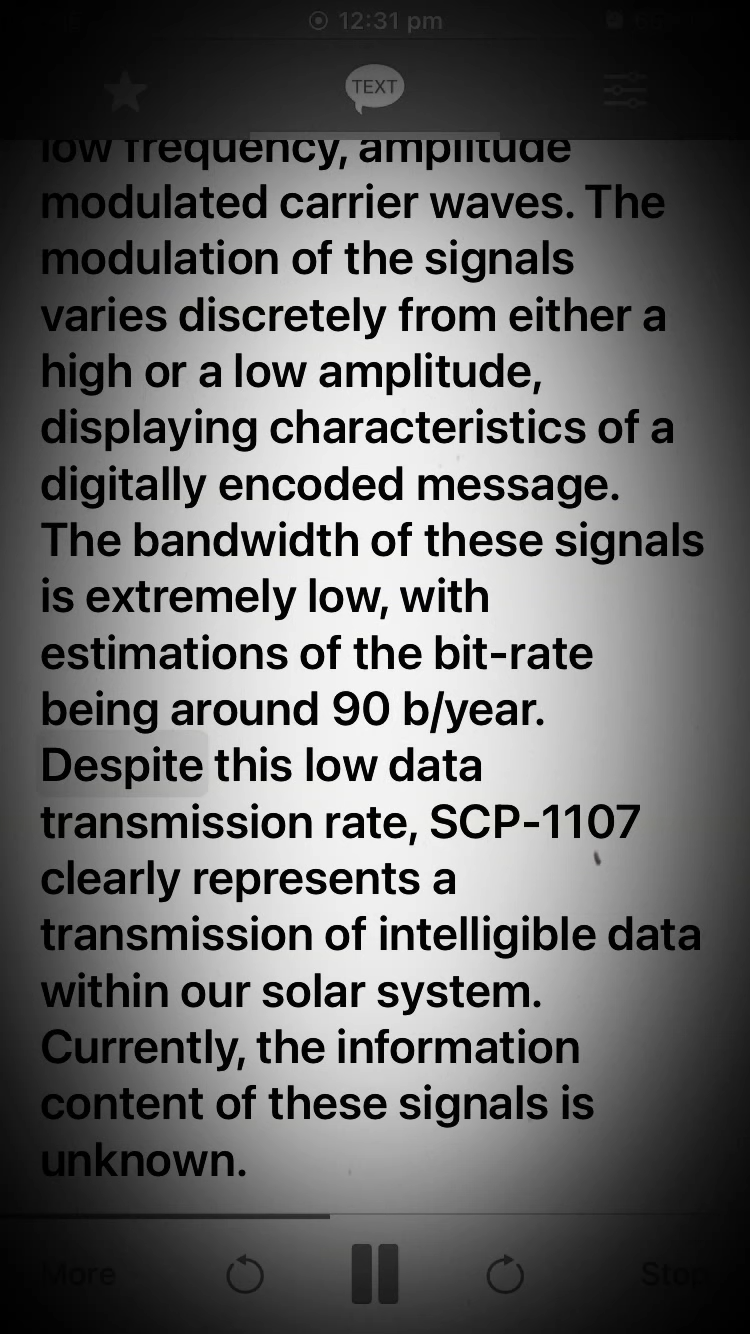 12:31 pm
TEXT
low frequency, amplitude
modulated carrier waves. The
modulation of the signals
varies discretely from either a
high or a low amplitude,
displaying characteristics of a
digitally encoded message.
The bandwidth of these signals
is extremely low, with
estimations of the bit-rate
being around 90 b/year.
Despite this low data
transmission rate, SCP-1107
clearly represents a
transmission of intelligible data
within our solar system.
Currently, the information
content of these signals is
unknown.
More Stop